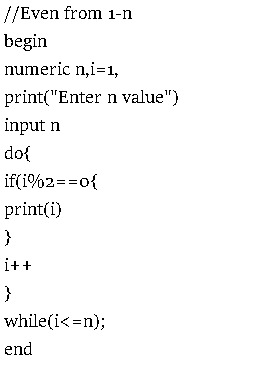 //Even from 1-n
begin
numeric n,i=1,
print("Enter n value")
input n
do{
if(i%2==0{
print(i)
}
i++
}
while(i<=n);
end